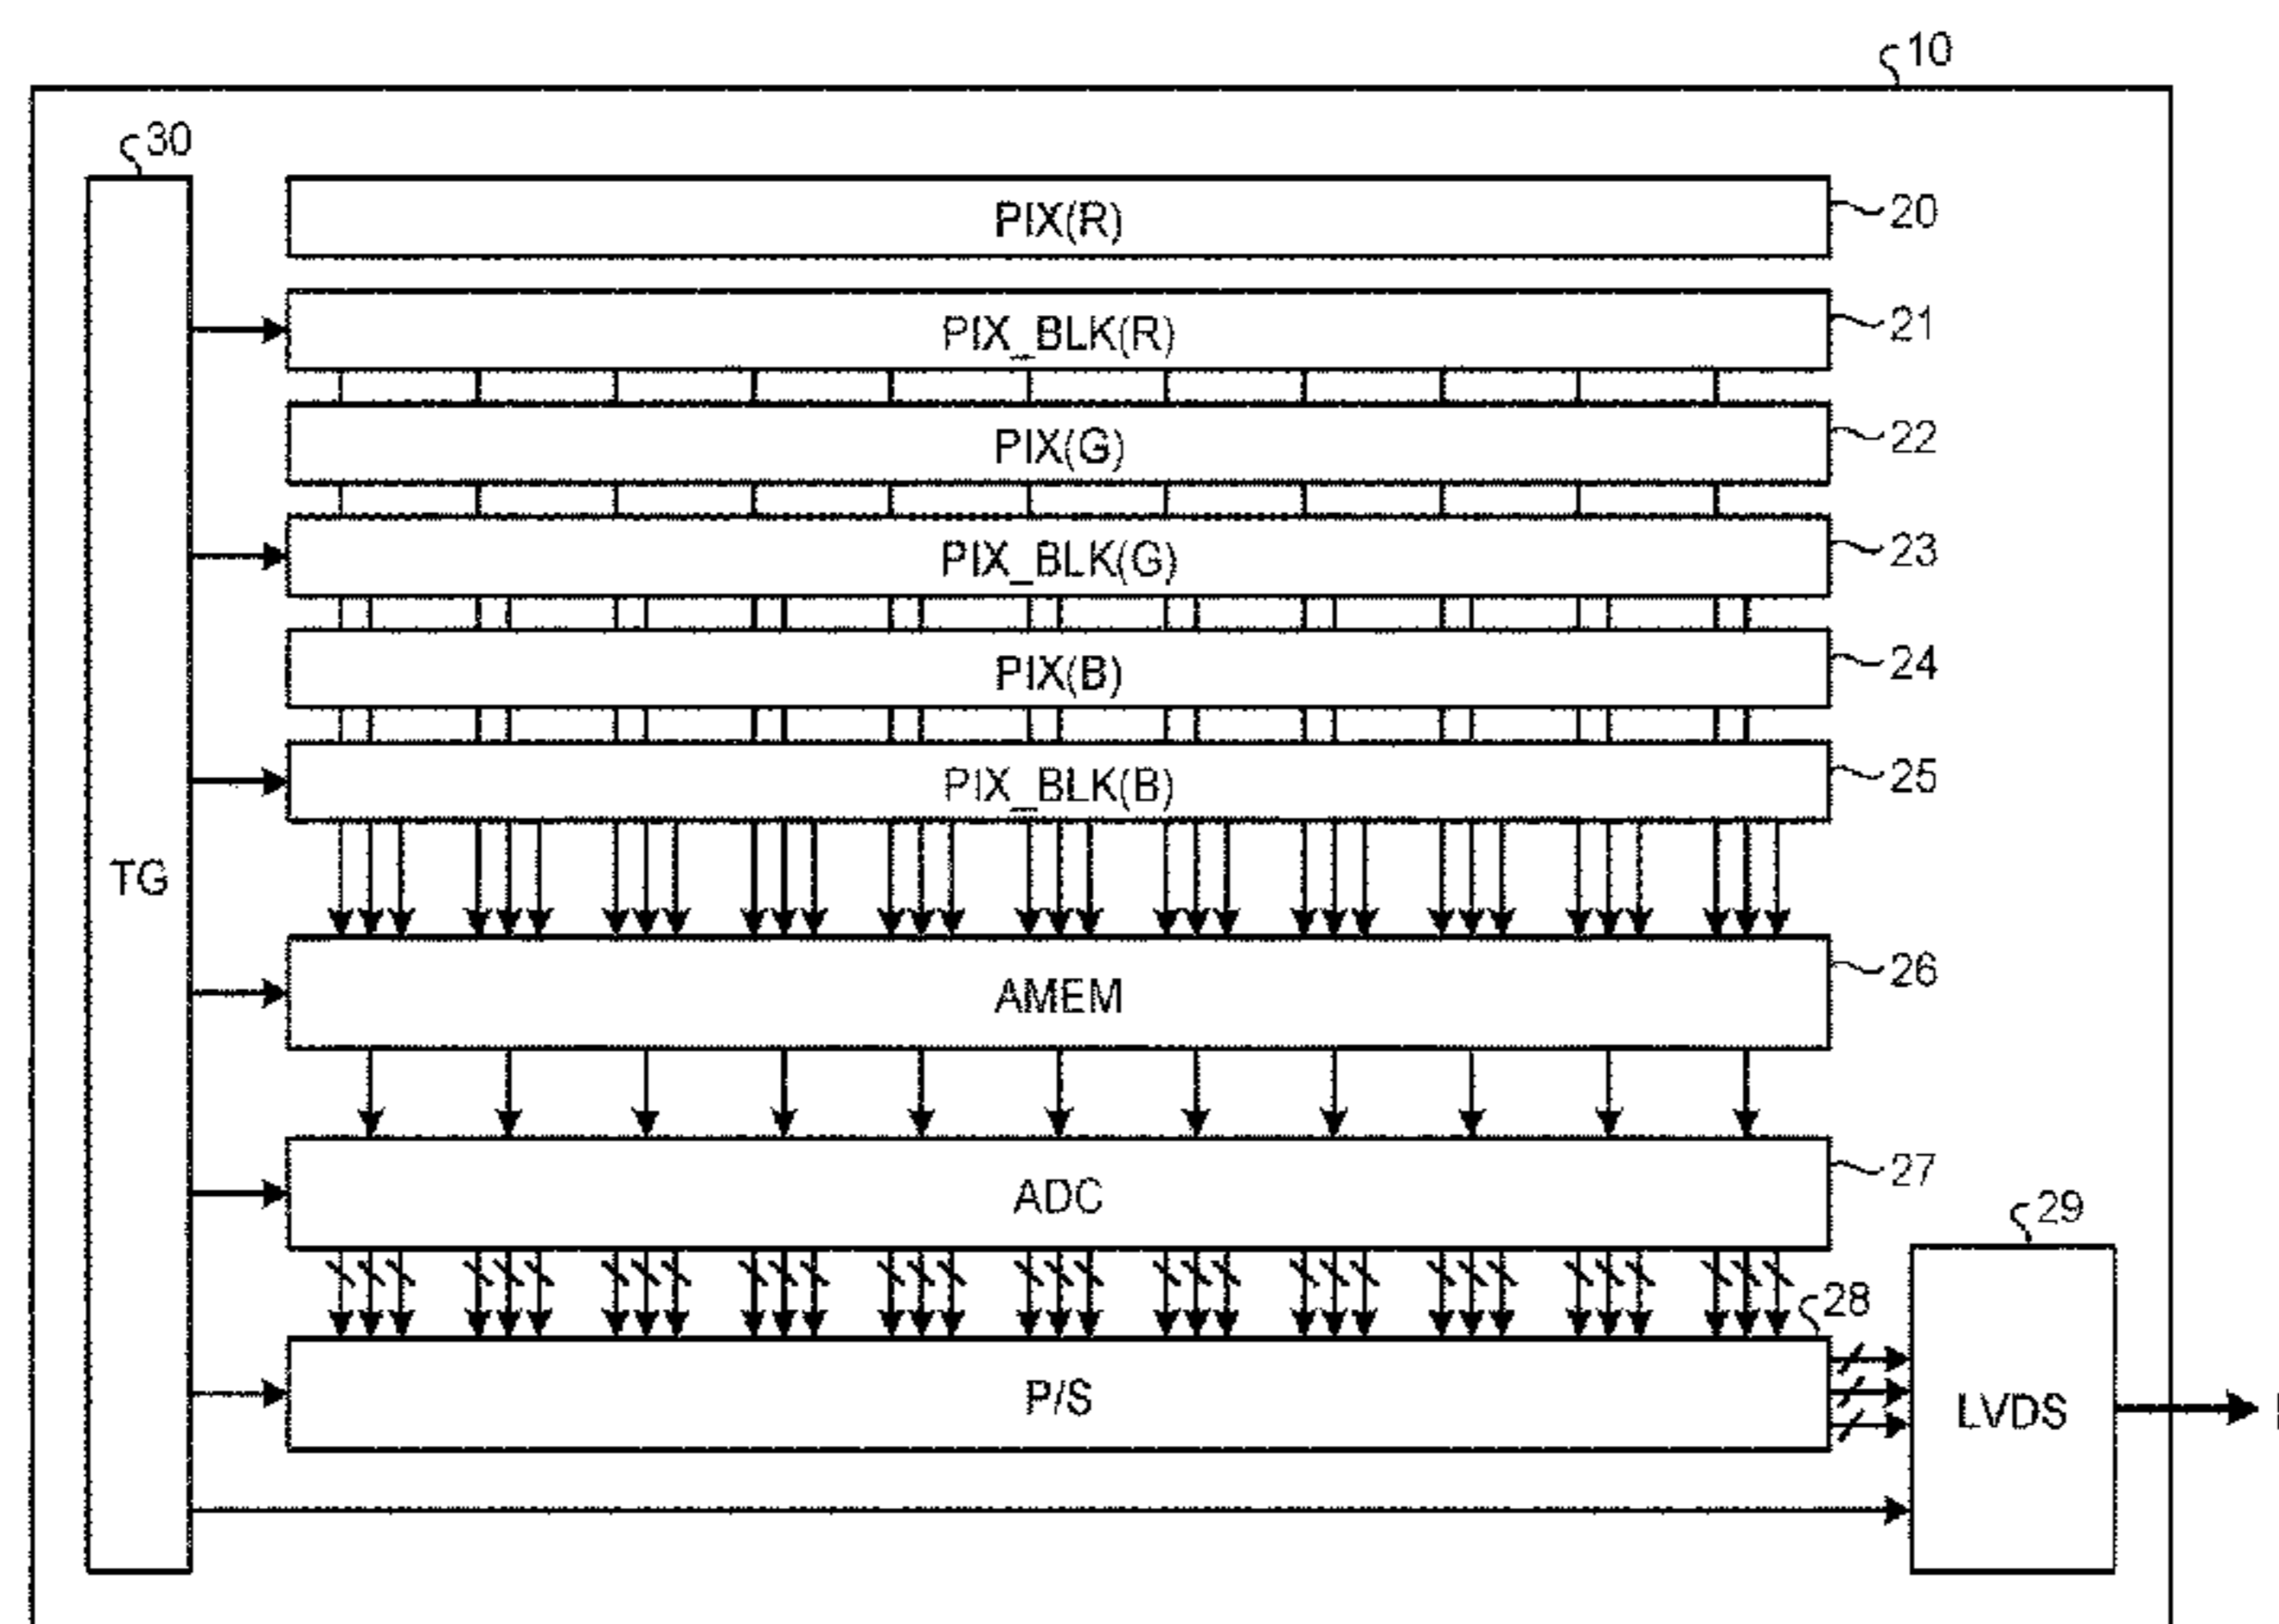 10
30
PIX(R)
20
PIX_BLK(R)
21
PIX(G)
22
PIX_BLK(G)
23
PIX(B)
24
PIX_BLK(B)
25
TG
AMEM
26
ADC
27
29
28
P/S
LVDS